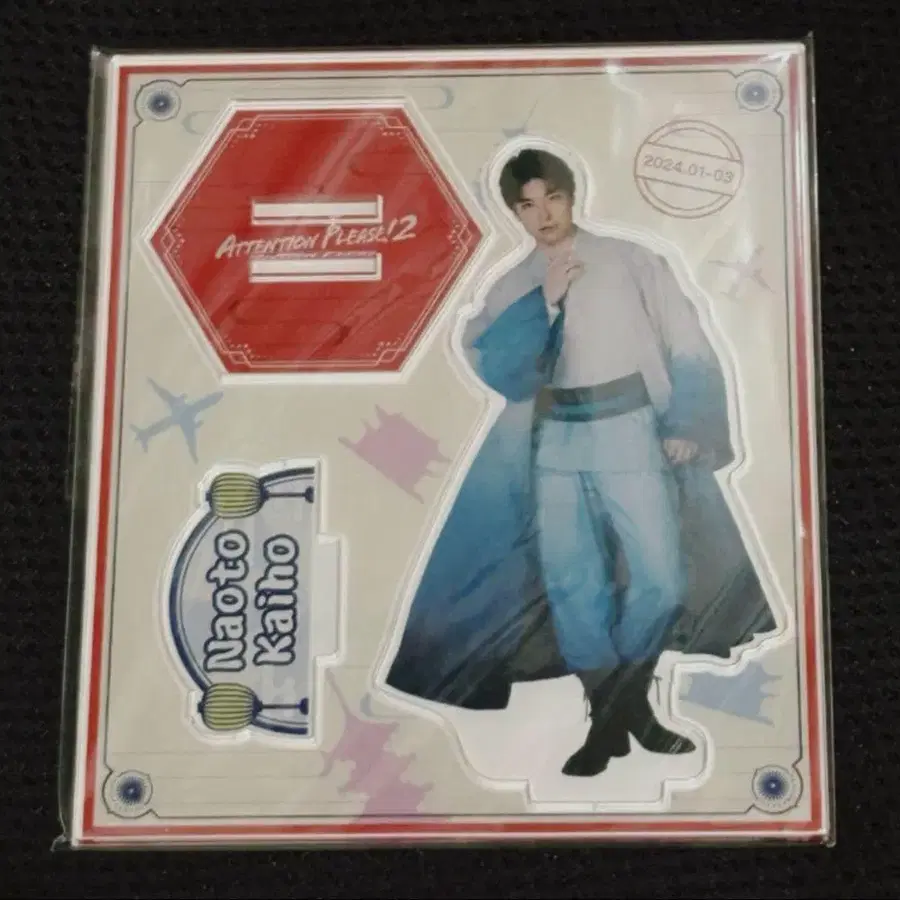 2024.01-03
ATTENTION PLEASE! 2
Naoto
Kaiho